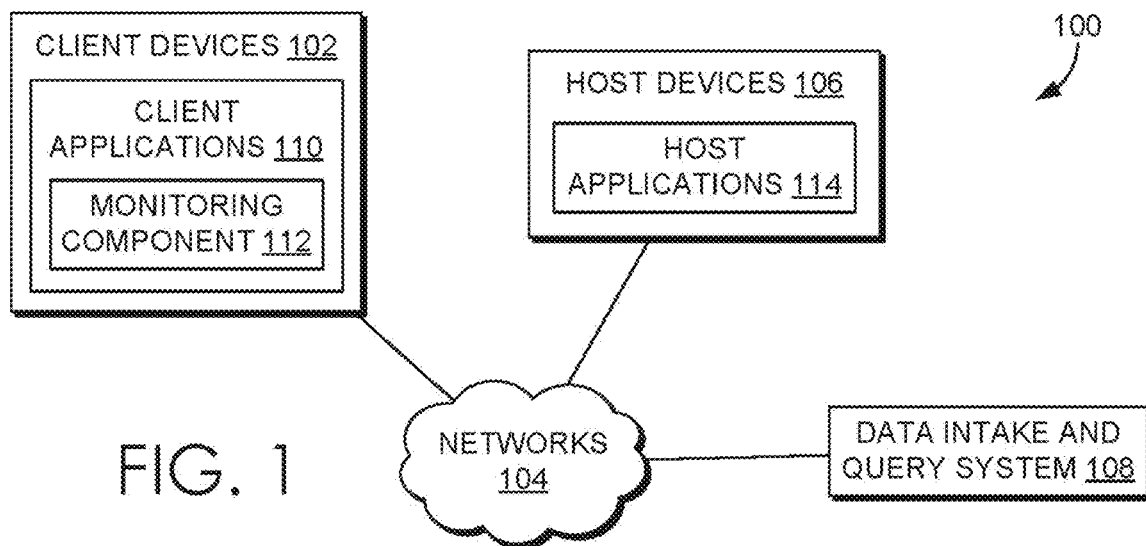 CLIENT DEVICES 102
CLIENT
APPLICATIONS 110
MONITORING
COMPONENT 112
HOST DEVICES 106
HOST
APPLICATIONS 114
100
NETWORKS
104
DATA INTAKE AND
QUERY SYSTEM 108
FIG. 1